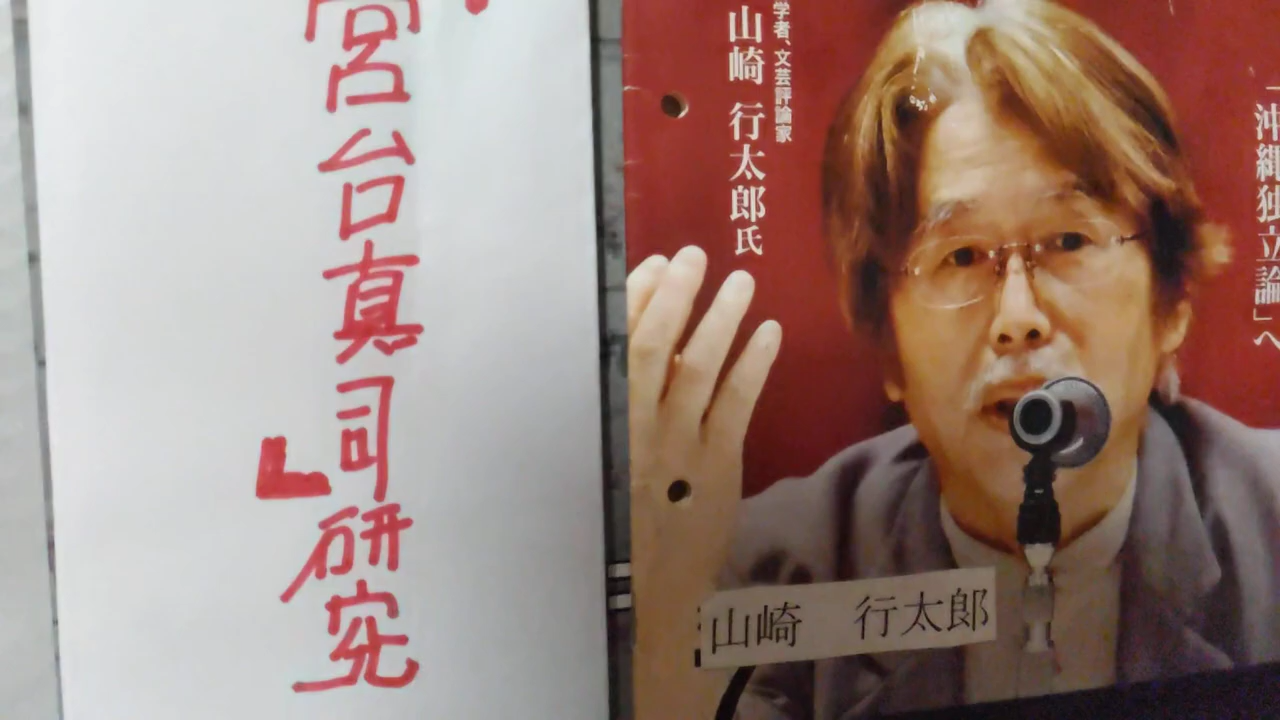 「宮台真司」研究
学者、文芸評論家
山崎 行太郎氏
「沖縄独立論」へ
山崎　行太郎